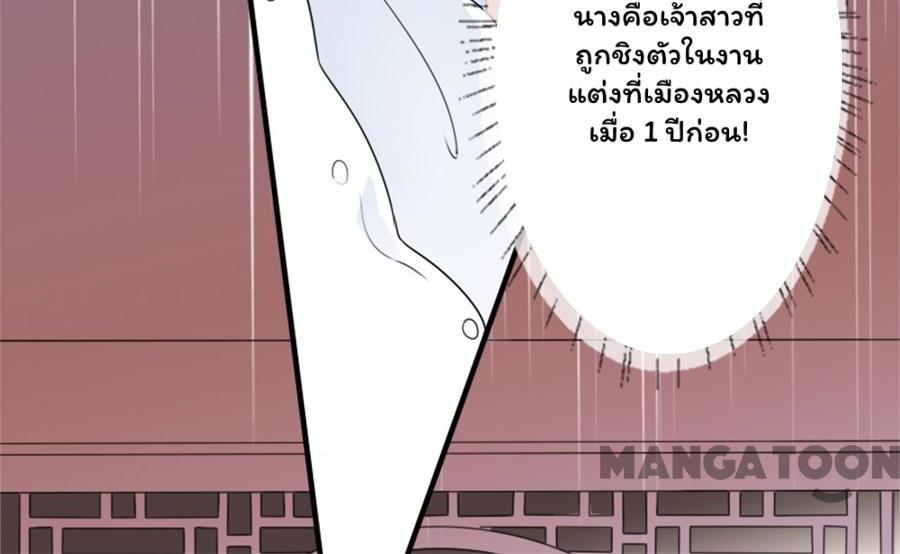 นางคือเจ้าสาวที่
ถูกชิงตัวในงาน
แต่งที่เมืองหลวง
เมื่อ 1 ปีก่อน!
MANGATOON